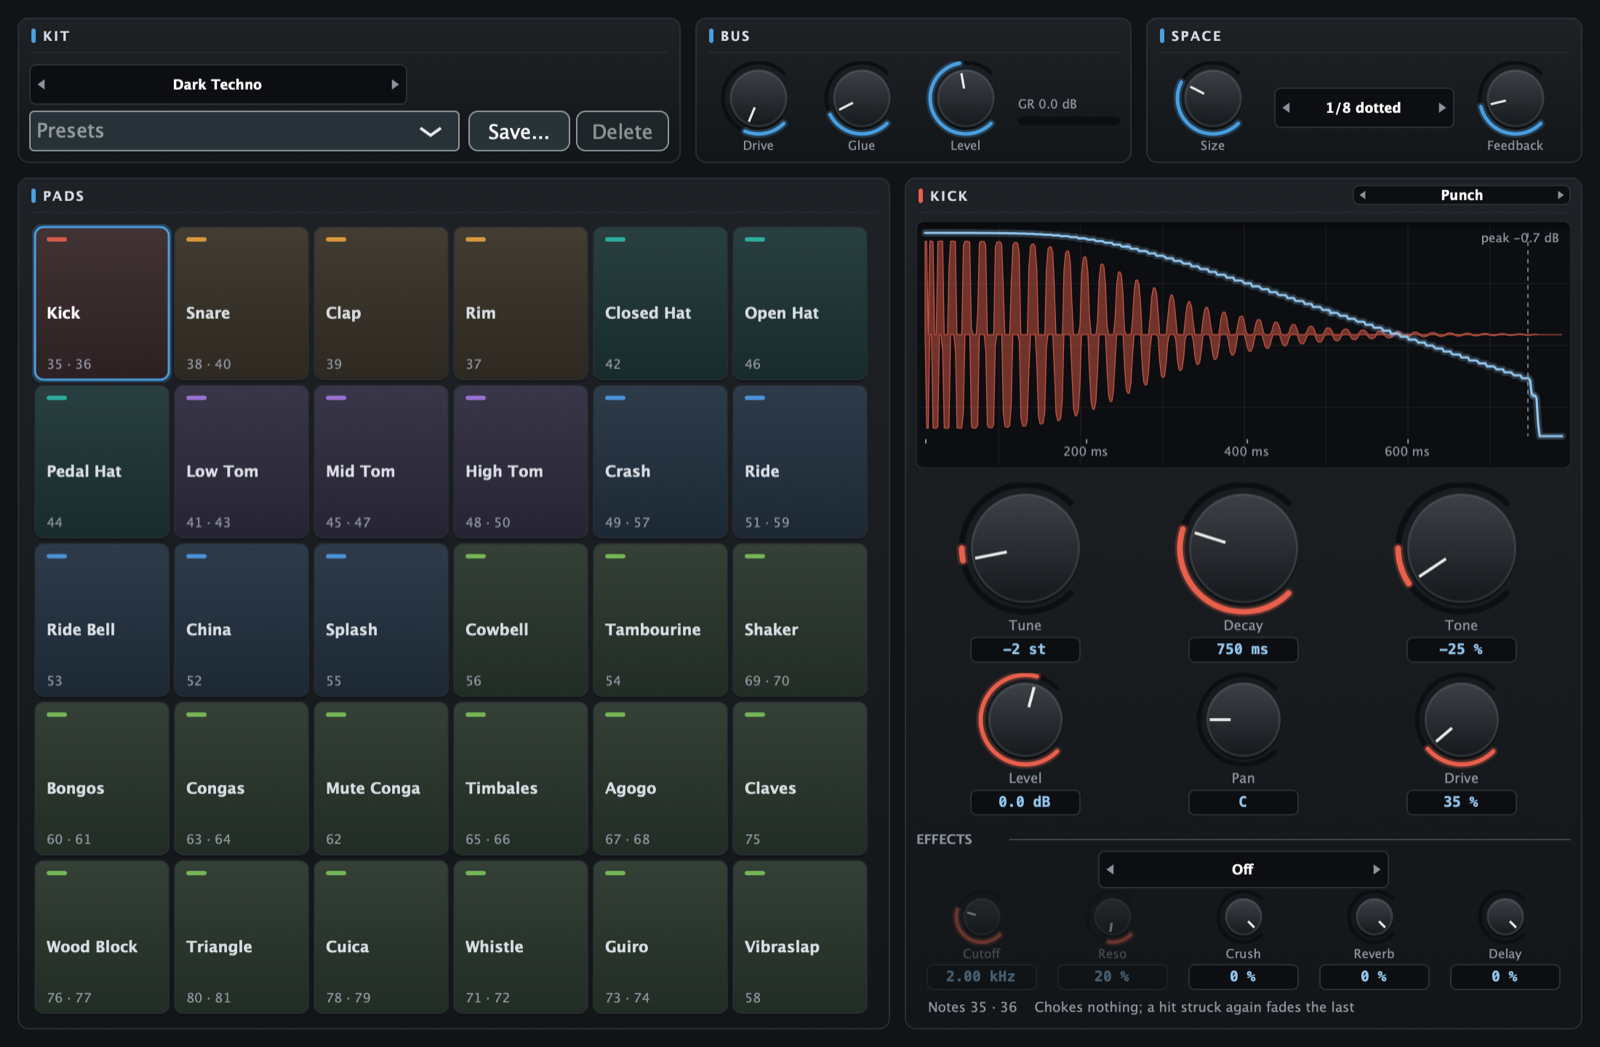 KIT
Dark Techno
Presets
Save...
Delete
BUS
Drive
Glue
Level
GR 0.0 dB
SPACE
Size
1/8 dotted
Feedback
PADS
Kick
35 · 36
Snare
38 · 40
Clap
39
Rim
37
Closed Hat
42
Open Hat
46
Pedal Hat
44
Low Tom
41 · 43
Mid Tom
45 · 47
High Tom
48 · 50
Crash
49 · 57
Ride
51 · 59
Ride Bell
53
China
52
Splash
55
Cowbell
56
Tambourine
54
Shaker
69 · 70
Bongos
60 · 61
Congas
63 · 64
Mute Conga
62
Timbales
65 · 66
Agogo
67 · 68
Claves
75
Wood Block
76 · 77
Triangle
80 · 81
Cuica
78 · 79
Whistle
71 · 72
Guiro
73 · 74
Vibraslap
58
KICK
Punch
peak -0.7 dB
200 ms
400 ms
600 ms
Tune
-2 st
Decay
750 ms
Tone
-25 %
Level
0.0 dB
Pan
C
Drive
35 %
EFFECTS
Off
Cutoff
2.00 kHz
Reso
20 %
Crush
0 %
Reverb
0 %
Delay
0 %
Notes 35 · 36
Chokes nothing; a hit struck again fades the last